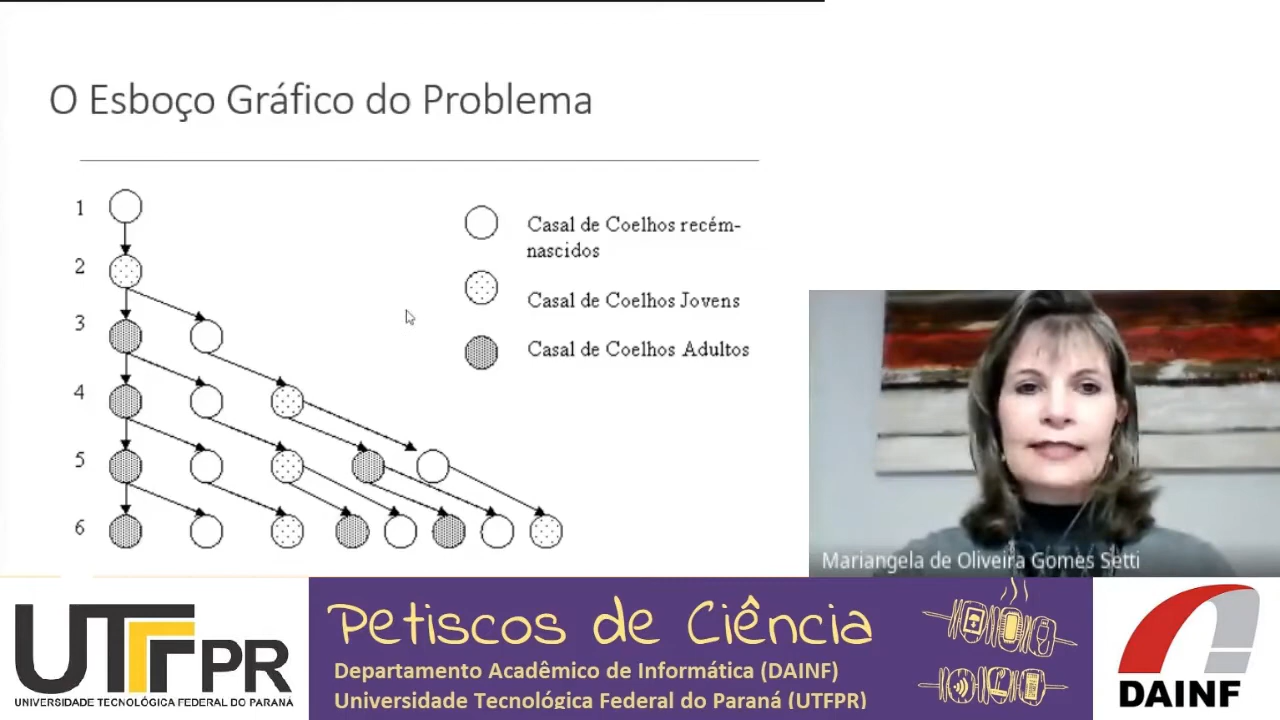 O Esboço Gráfico do Problema
1
2
3
4
5
6
Casal de Coelhos recém-
nascidos
Casal de Coelhos Jovens
Casal de Coelhos Adultos
Mariangela de Oliveira Gomes Setti
UTFPR
UNIVERSIDADE TECNOLÓGICA FEDERAL DO PARANÁ
Petiscos de Ciência
Departamento Acadêmico de Informática (DAINF)
Universidade Tecnológica Federal do Paraná (UTFPR)
DAINF